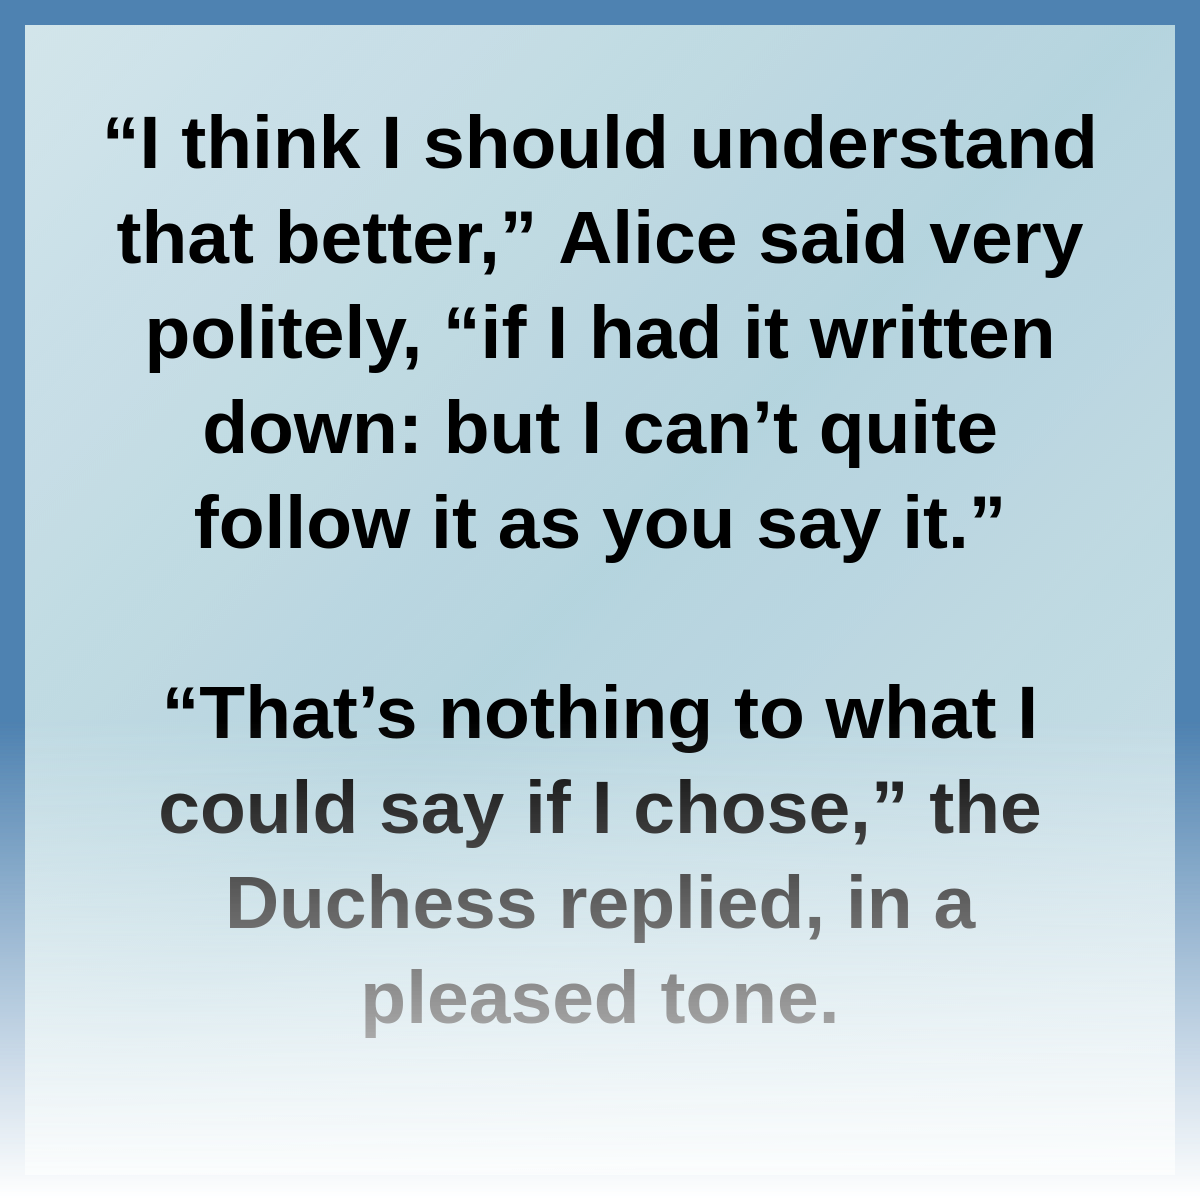 “I think I should understand
that better,” Alice said very
politely, “if I had it written
down: but I can’t quite
follow it as you say it.”
“That’s nothing to what I
could say if I chose,” the
Duchess replied, in a
pleased tone.